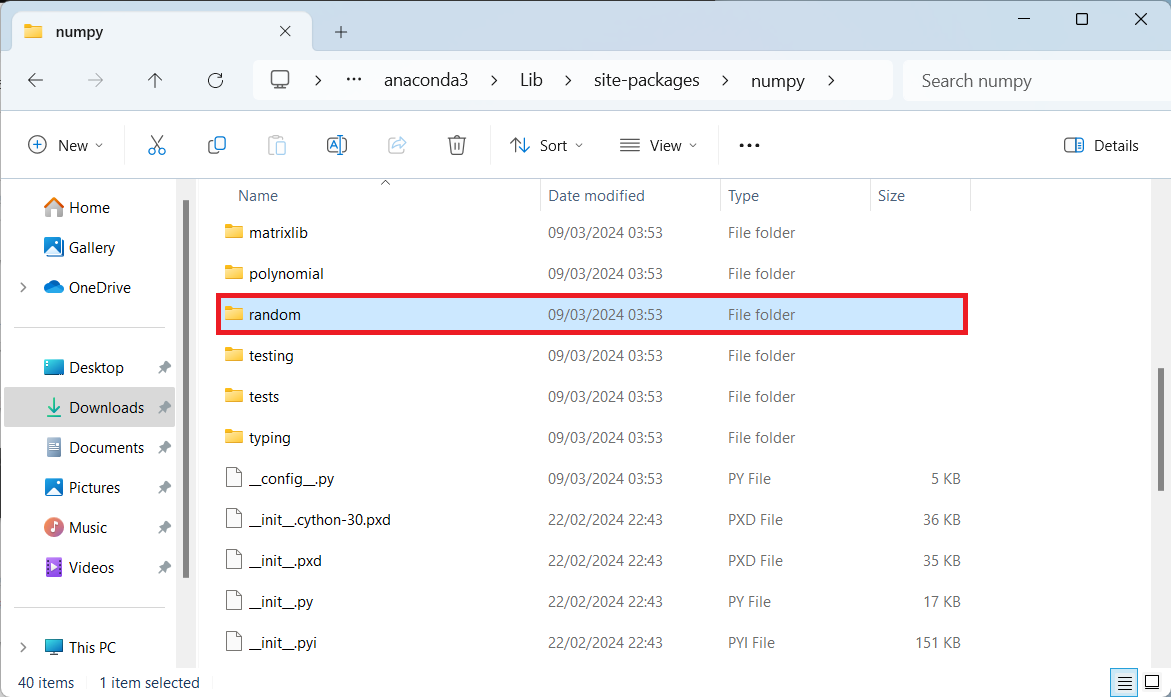 numpy
··· anaconda3 Lib site-packages numpy Search numpy
New Sort View ··· Details
Name Date modified Type Size
Home
Gallery
OneDrive
Desktop
Downloads
Documents
Pictures
Music
Videos
This PC
matrixlib 09/03/2024 03:53 File folder
polynomial 09/03/2024 03:53 File folder
random 09/03/2024 03:53 File folder
testing 09/03/2024 03:53 File folder
tests 09/03/2024 03:53 File folder
typing 09/03/2024 03:53 File folder
__config__.py 09/03/2024 03:53 PY File 5 KB
__init__.cython-30.pxd 22/02/2024 22:43 PXD File 36 KB
__init__.pxd 22/02/2024 22:43 PXD File 35 KB
__init__.py 22/02/2024 22:43 PY File 17 KB
__init__.pyi 22/02/2024 22:43 PYI File 151 KB
40 items 1 item selected